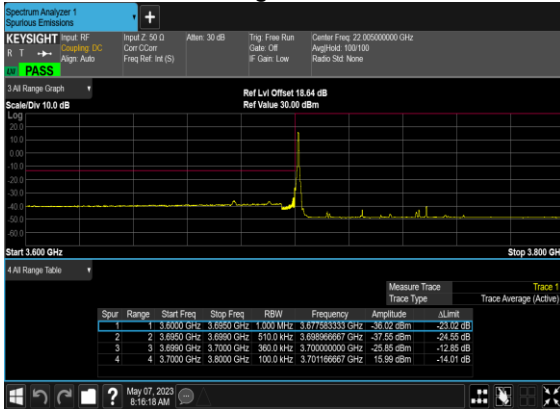 Spectrum Analyzer 1
Spurious Emissions
+
KEYSIGHT Input: RF Input Z: 50 Ω Atten: 30 dB Trig: Free Run Center Freq: 22.005000000 GHz
R T Coupling: DC Corr CCorr Gate: Off Avg|Hold: 100/100
Align: Auto Freq Ref: Int (S) IF Gain: Low Radio Std: None
PASS
3 All Range Graph
Ref Lvl Offset 18.64 dB
Scale/Div 10.0 dB Ref Value 30.00 dBm
Log
20.0
10.0
0.00
-10.0
-20.0
-30.0
-40.0
-50.0
-60.0
Start 3.600 GHz Stop 3.800 GH
4 All Range Table
Measure Trace Trace 1
Trace Type Trace Average (Active)
Spur Range Start Freq Stop Freq RBW Frequency Amplitude ΔLimit
1 1 3.6000 GHz 3.6950 GHz 1.000 MHz 3.677583333 GHz -36.02 dBm -23.02 dB
2 2 3.6950 GHz 3.6990 GHz 510.0 kHz 3.698966667 GHz -37.55 dBm -24.55 dB
3 3 3.6990 GHz 3.7000 GHz 360.0 kHz 3.700000000 GHz -25.85 dBm -12.85 dB
4 4 3.7000 GHz 3.8000 GHz 100.0 kHz 3.701166667 GHz 15.99 dBm -14.01 dB
? May 07, 2023
8:16:18 AM